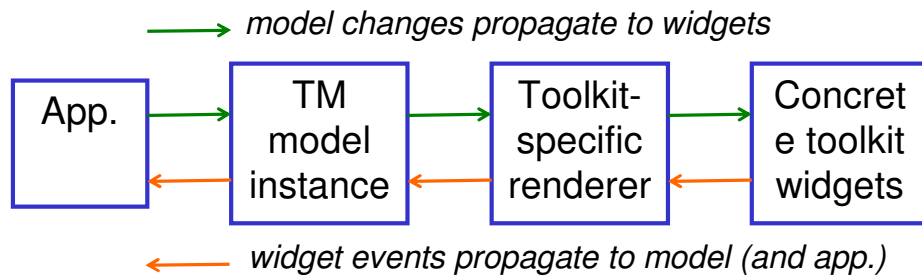 model changes propagate to widgets
App.
TM
model
instance
Toolkit-
specific
renderer
Concret
e toolkit
widgets
widget events propagate to model (and app.)